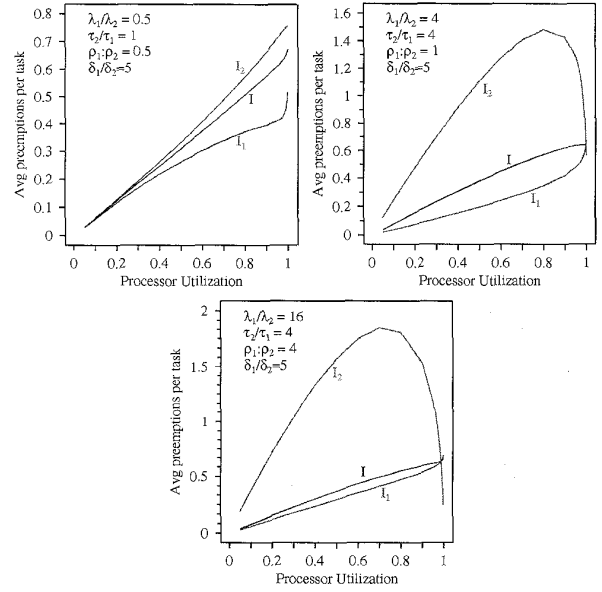 λ₁/λ₂ = 0.5
τ₂/τ₁ = 1
ρ₁:ρ₂ = 0.5
δ₁/δ₂=5
Avg preemptions per task
0.8
0.7
0.6
0.5
0.4
0.3
0.2
0.1
0
I₂
I
I₁
0 0.2 0.4 0.6 0.8 1
Processor Utilization
λ₁/λ₂ = 4
τ₂/τ₁ = 4
ρ₁:ρ₂ = 1
δ₁/δ₂=5
Avg preemptions per task
1.6
1.4
1.2
1
0.8
0.6
0.4
0.2
0
I₂
I
I₁
0 0.2 0.4 0.6 0.8 1
Processor Utilization
λ₁/λ₂ = 16
τ₂/τ₁ = 4
ρ₁:ρ₂ = 4
δ₁/δ₂=5
Avg preemptions per task
2
1.5
1
0.5
0
I₂
I
I₁
0 0.2 0.4 0.6 0.8 1
Processor Utilization